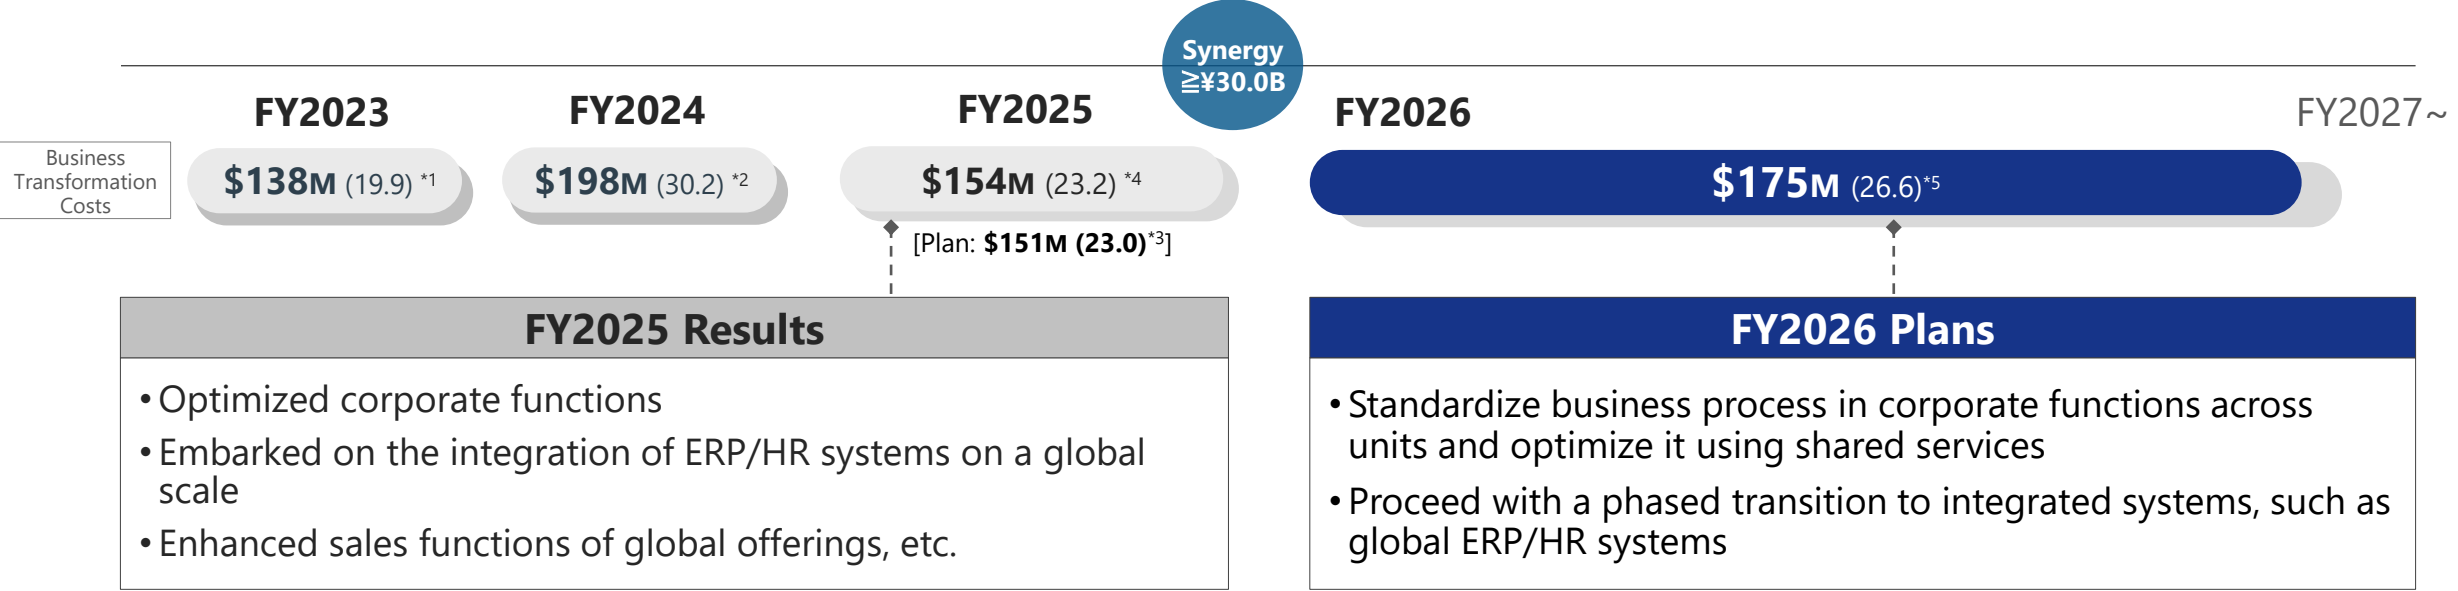 Synergy
≧¥30.0B
FY2023
FY2024
FY2025
FY2026
FY2027~
Business
Transformation
Costs
$138M (19.9) *1
$198M (30.2) *2
$154M (23.2) *4
$175M (26.6)*5
[Plan: $151M (23.0)*3]
FY2025 Results
• Optimized corporate functions
• Embarked on the integration of ERP/HR systems on a global
scale
• Enhanced sales functions of global offerings, etc.
FY2026 Plans
• Standardize business process in corporate functions across
units and optimize it using shared services
• Proceed with a phased transition to integrated systems, such as
global ERP/HR systems